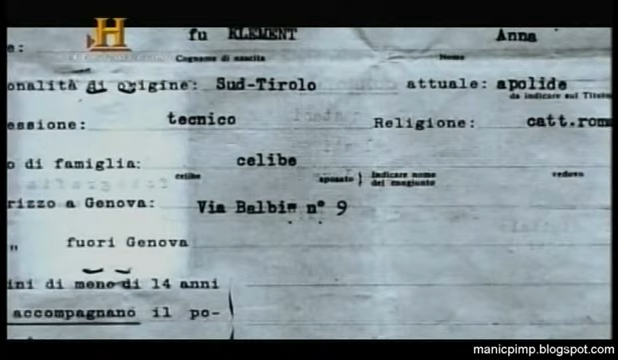 H
fu KLEMENT Anna
e:
Cognome di nascita Nome
onalità di origine: Sud-Tirolo attuale: apolide
da indicare sul Titolo
essione: tecnico Religione: catt.rom
o di famiglia: celibe
celibe sposato } Indicare nome del coniugato vedovo
rizzo a Genova: Via Balbi n° 9
" fuori Genova
ini di meno di 14 anni
accompagnano il po-
manicpimp.blogspot.com